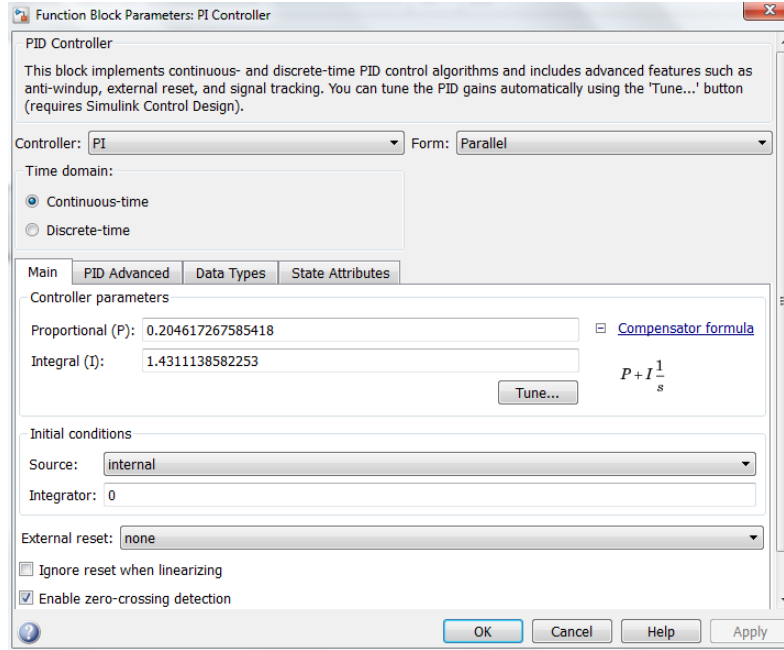 Function Block Parameters: PI Controller
PID Controller
This block implements continuous- and discrete-time PID control algorithms and includes advanced features such as
anti-windup, external reset, and signal tracking. You can tune the PID gains automatically using the 'Tune...' button
(requires Simulink Control Design).
Controller: PI Form: Parallel
Time domain:
Continuous-time
Discrete-time
Main PID Advanced Data Types State Attributes
Controller parameters
Proportional (P): 0.204617267585418 Compensator formula
Integral (I): 1.4311138582253
P + I 1/s
Tune...
Initial conditions
Source: internal
Integrator: 0
External reset: none
Ignore reset when linearizing
Enable zero-crossing detection
OK Cancel Help Apply